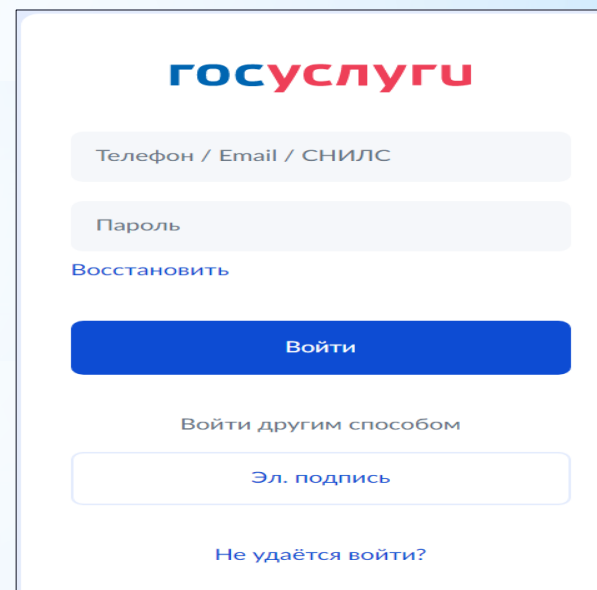 госуслуги
Телефон / Email / СНИЛС
Пароль
Восстановить
Войти
Войти другим способом
Эл. подпись
Не удаётся войти?